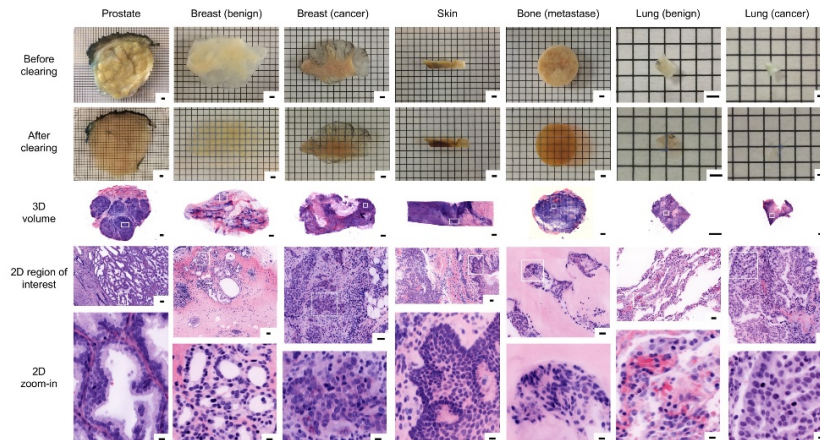 Prostate Breast (benign) Breast (cancer) Skin Bone (metastase) Lung (benign) Lung (cancer)
Before
clearing
After
clearing
3D
volume
2D region of
interest
2D
zoom-in